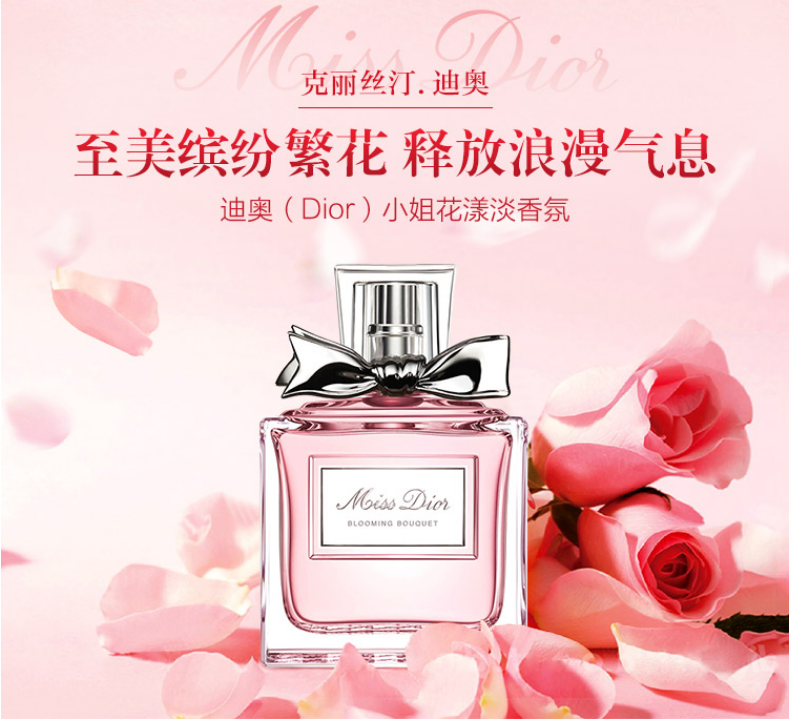 Miss Dior
克丽丝汀.迪奥
至美缤纷繁花 释放浪漫气息
迪奥（Dior）小姐花漾淡香氛
Miss Dior
BLOOMING BOUQUET